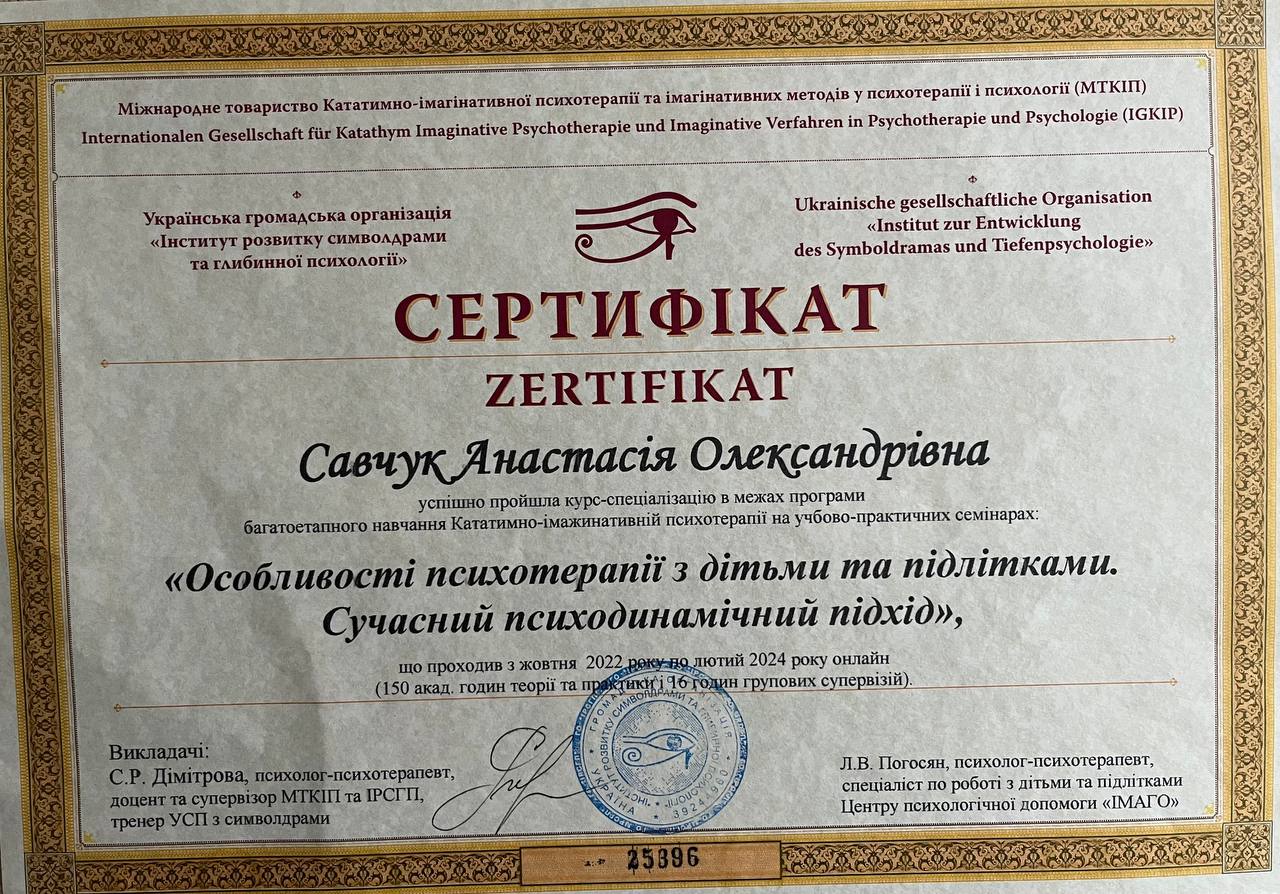 Міжнародне товариство Кататимно-імагінативної психотерапії та імагінативних методів у психотерапії і психології (МТКІП)
Internationalen Gesellschaft für Katathym Imaginative Psychotherapie und Imaginative Verfahren in Psychotherapie und Psychologie (IGKIP)
Українська громадська організація
«Інститут розвитку символдрами
та глибинної психології»
Ukrainische gesellschaftliche Organisation
«Institut zur Entwicklung
des Symboldramas und Tiefenpsychologie»
СЕРТИФІКАТ
ZERTIFIKAT
Савчук Анастасія Олександрівна
успішно пройшла курс-спеціалізацію в межах програми
багатоетапного навчання Кататимно-імажинативній психотерапії на учбово-практичних семінарах:
«Особливості психотерапії з дітьми та підлітками.
Сучасний психодинамічний підхід»,
що проходив з жовтня 2022 року по лютий 2024 року онлайн
(150 акад. годин теорії та практики і 16 годин групових супервізій).
Викладачі:
С.Р. Дімітрова, психолог-психотерапевт,
доцент та супервізор МТКІП та ІРСГП,
тренер УСП з символдрами
Л.В. Погосян, психолог-психотерапевт,
спеціаліст по роботі з дітьми та підлітками
Центру психологічної допомоги «ІМАГО»
УКРАЇНА
39241960
25396